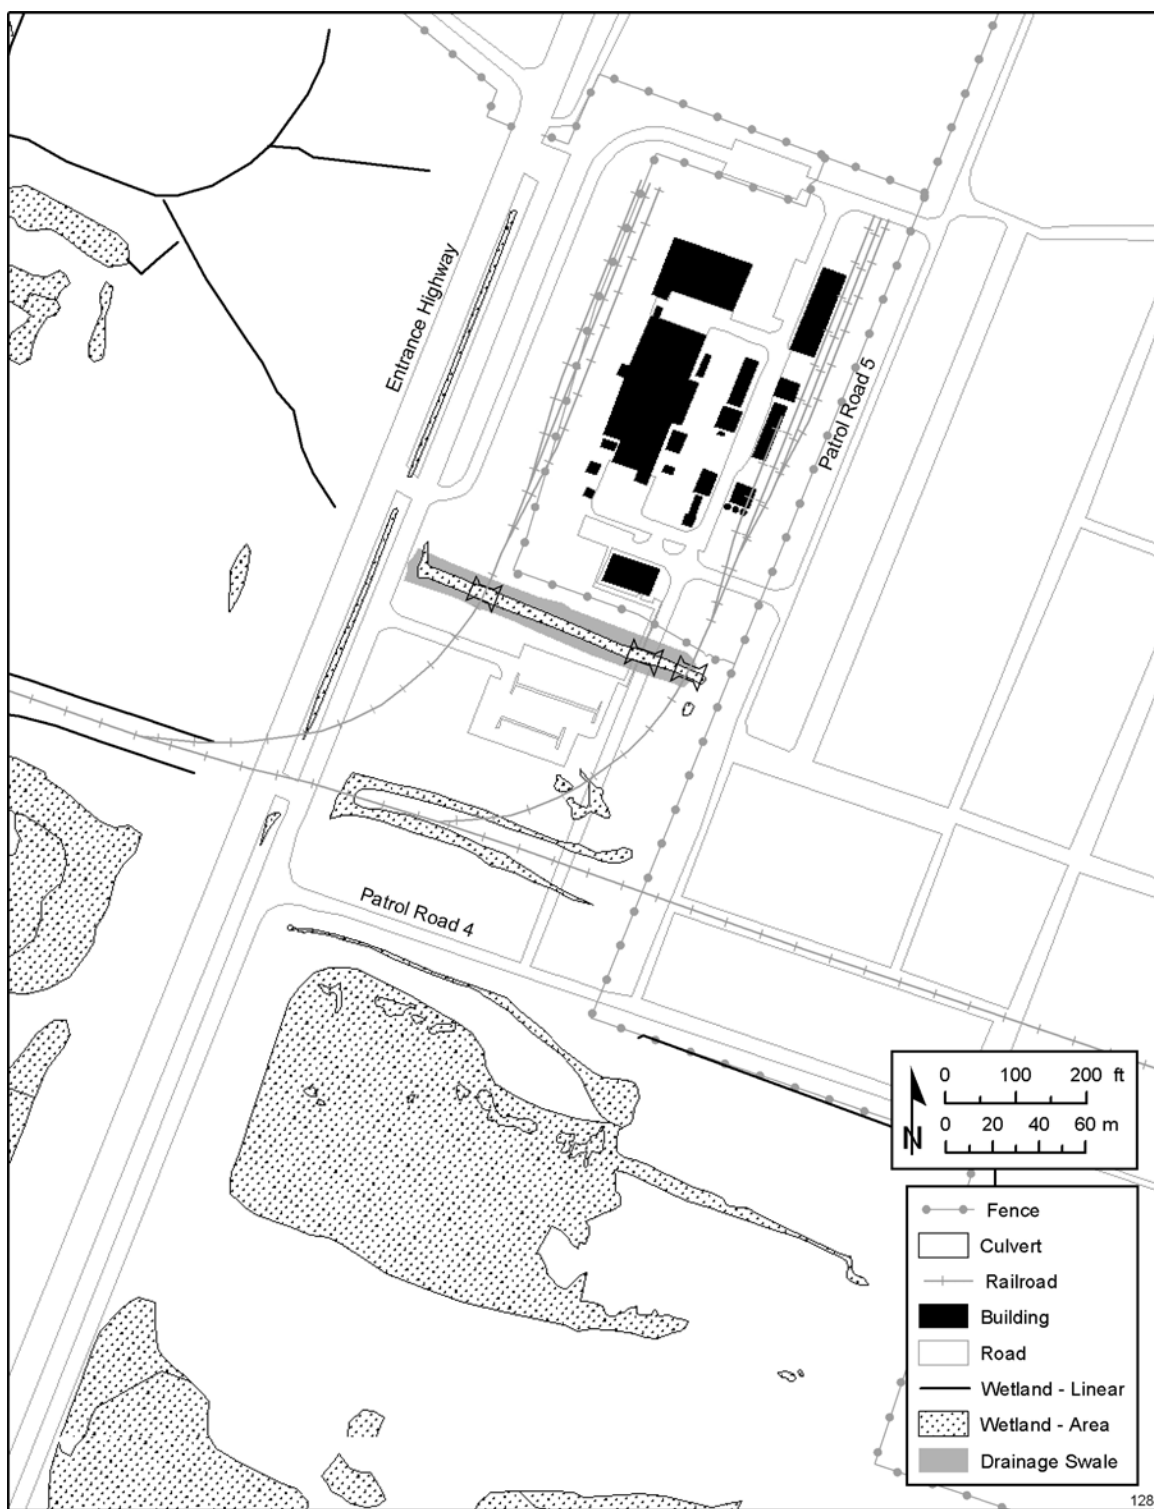 Entrance Highway
Patrol Road 5
Patrol Road 4
0 100 200 ft
0 20 40 60 m
N
Fence
Culvert
Railroad
Building
Road
Wetland - Linear
Wetland - Area
Drainage Swale
128